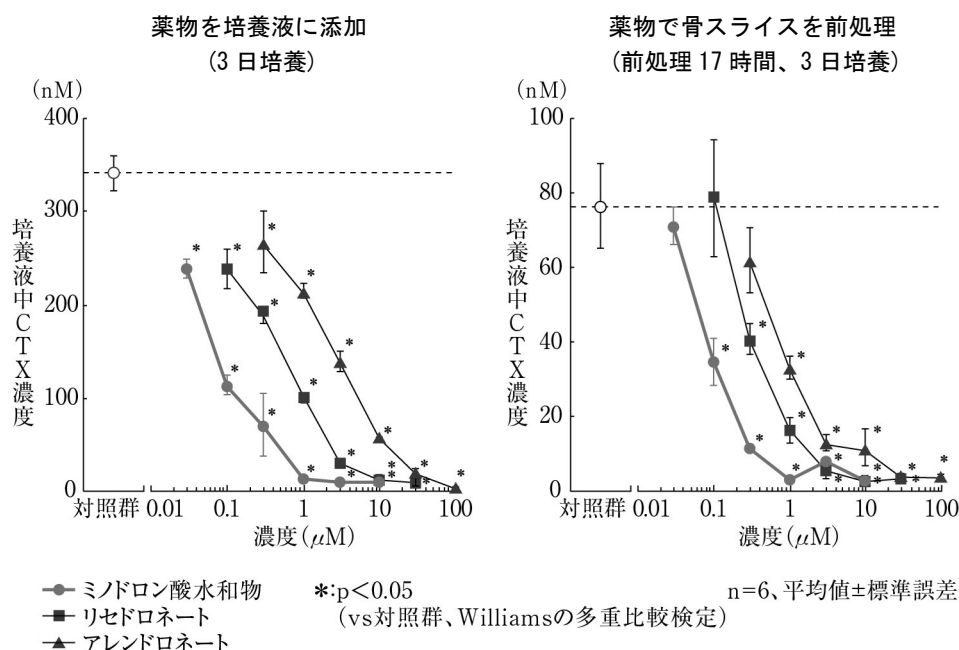 薬物を培養液に添加
(3 日培養)
(nM)
400
300
200
100
0
培養液中CTX濃度
対照群 0.01 0.1 1 10 100
濃度(μM)
薬物で骨スライスを前処理
(前処理 17 時間、3 日培養)
(nM)
100
80
60
40
20
0
培養液中CTX濃度
対照群 0.01 0.1 1 10 100
濃度(μM)
ミノドロン酸水和物
リセドロネート
アレンドロネート
*:p<0.05
(vs対照群、Williamsの多重比較検定)
n=6、平均値±標準誤差